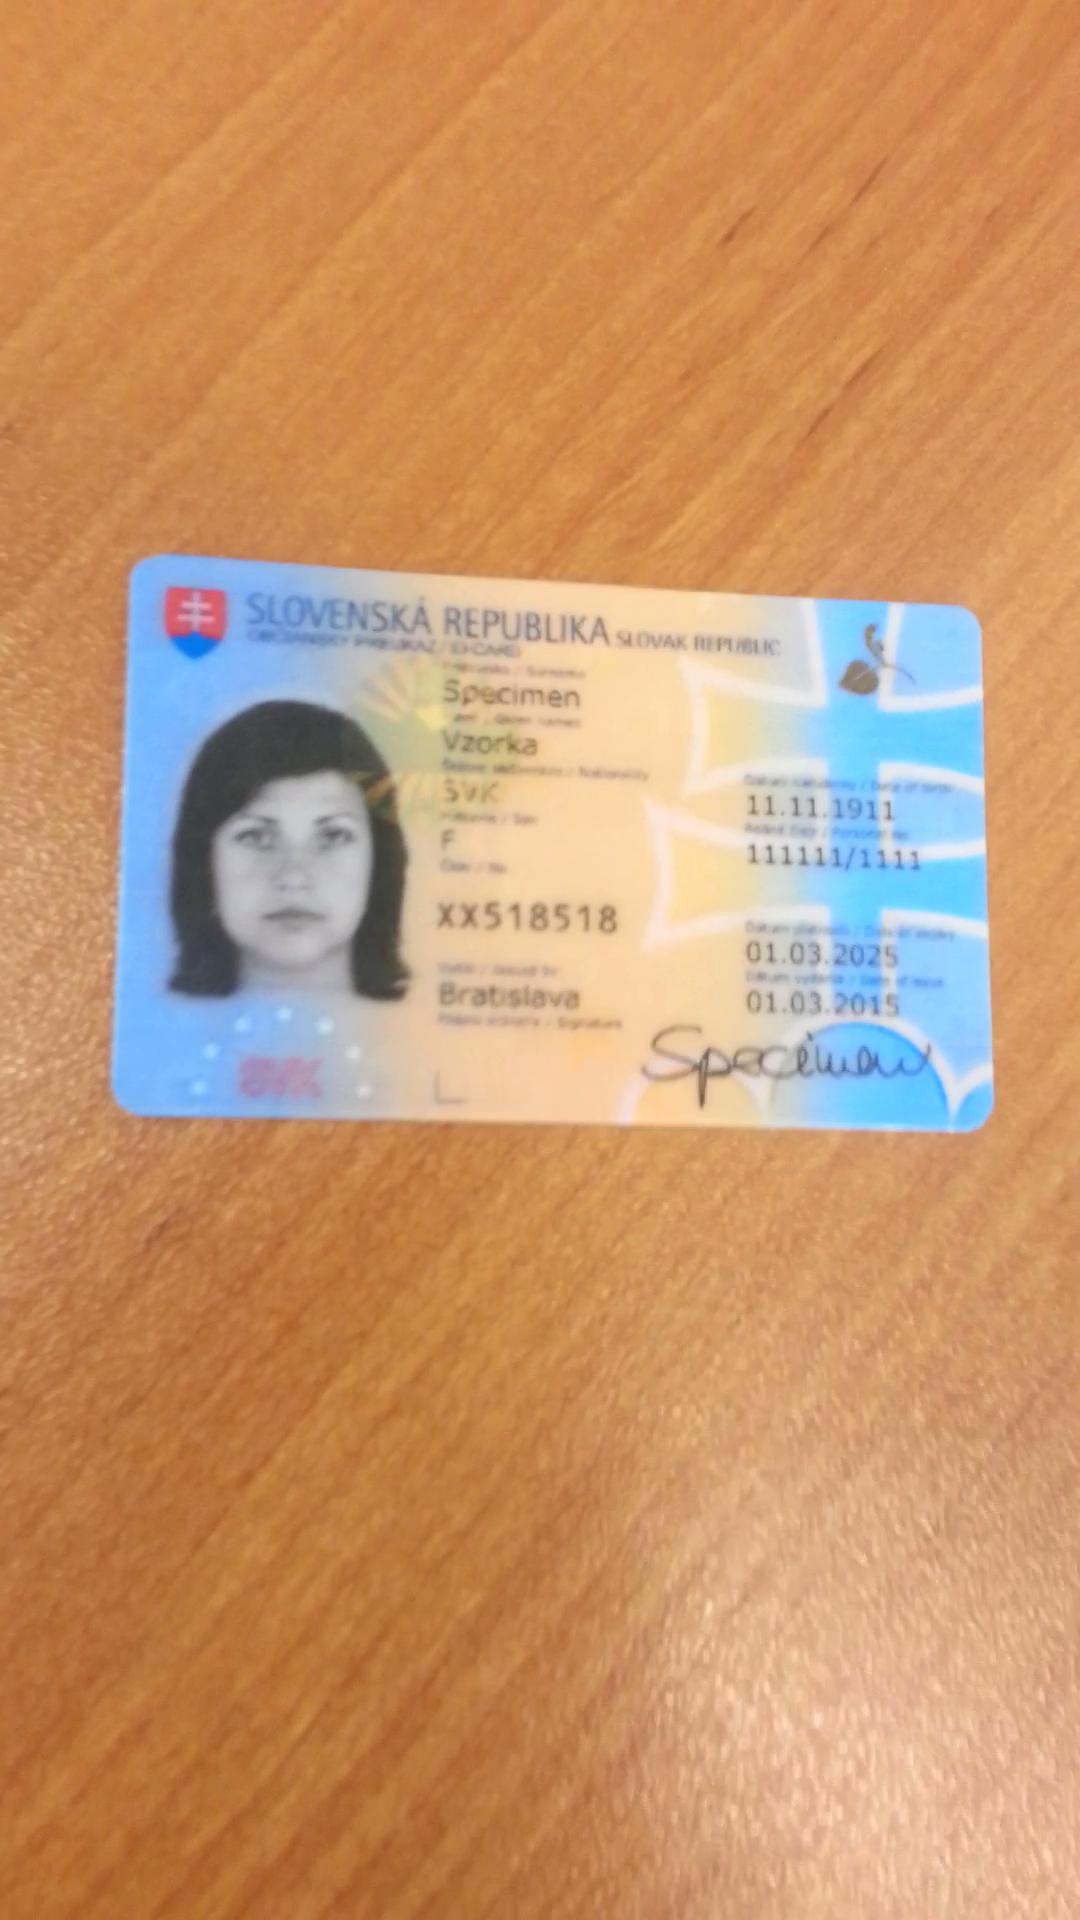 SLOVENSKÁ REPUBLIKA SLOVAK REPUBLIC
OBČIANSKY PREUKAZ / ID CARD
Priezvisko / Surname
Specimen
Vzorka
Štátne občianstvo / Nationality
SVK
Pohlavie / Sex
F
Číslo / No.
XX518518
Vydal / Issued by
Bratislava
Podpis držiteľa / Signature
Dátum narodenia / Date of birth
11.11.1911
Rodné číslo / Personal No.
111111/1111
Dátum platnosti / Date of expiry
01.03.2025
Dátum vydania / Date of issue
01.03.2015
Specimen
SVK